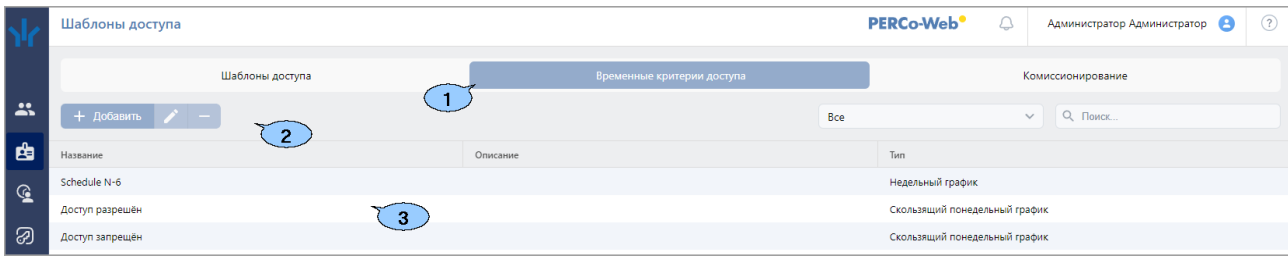 Шаблоны доступа PERCo-Web Администратор Администратор ?
Шаблоны доступа Временные критерии доступа Комиссионирование
1
+ Добавить Все Поиск...
2
Название Описание Тип
Schedule N-6 Недельный график
Доступ разрешён Скользящий понедельный график
3
Доступ запрещён Скользящий понедельный график